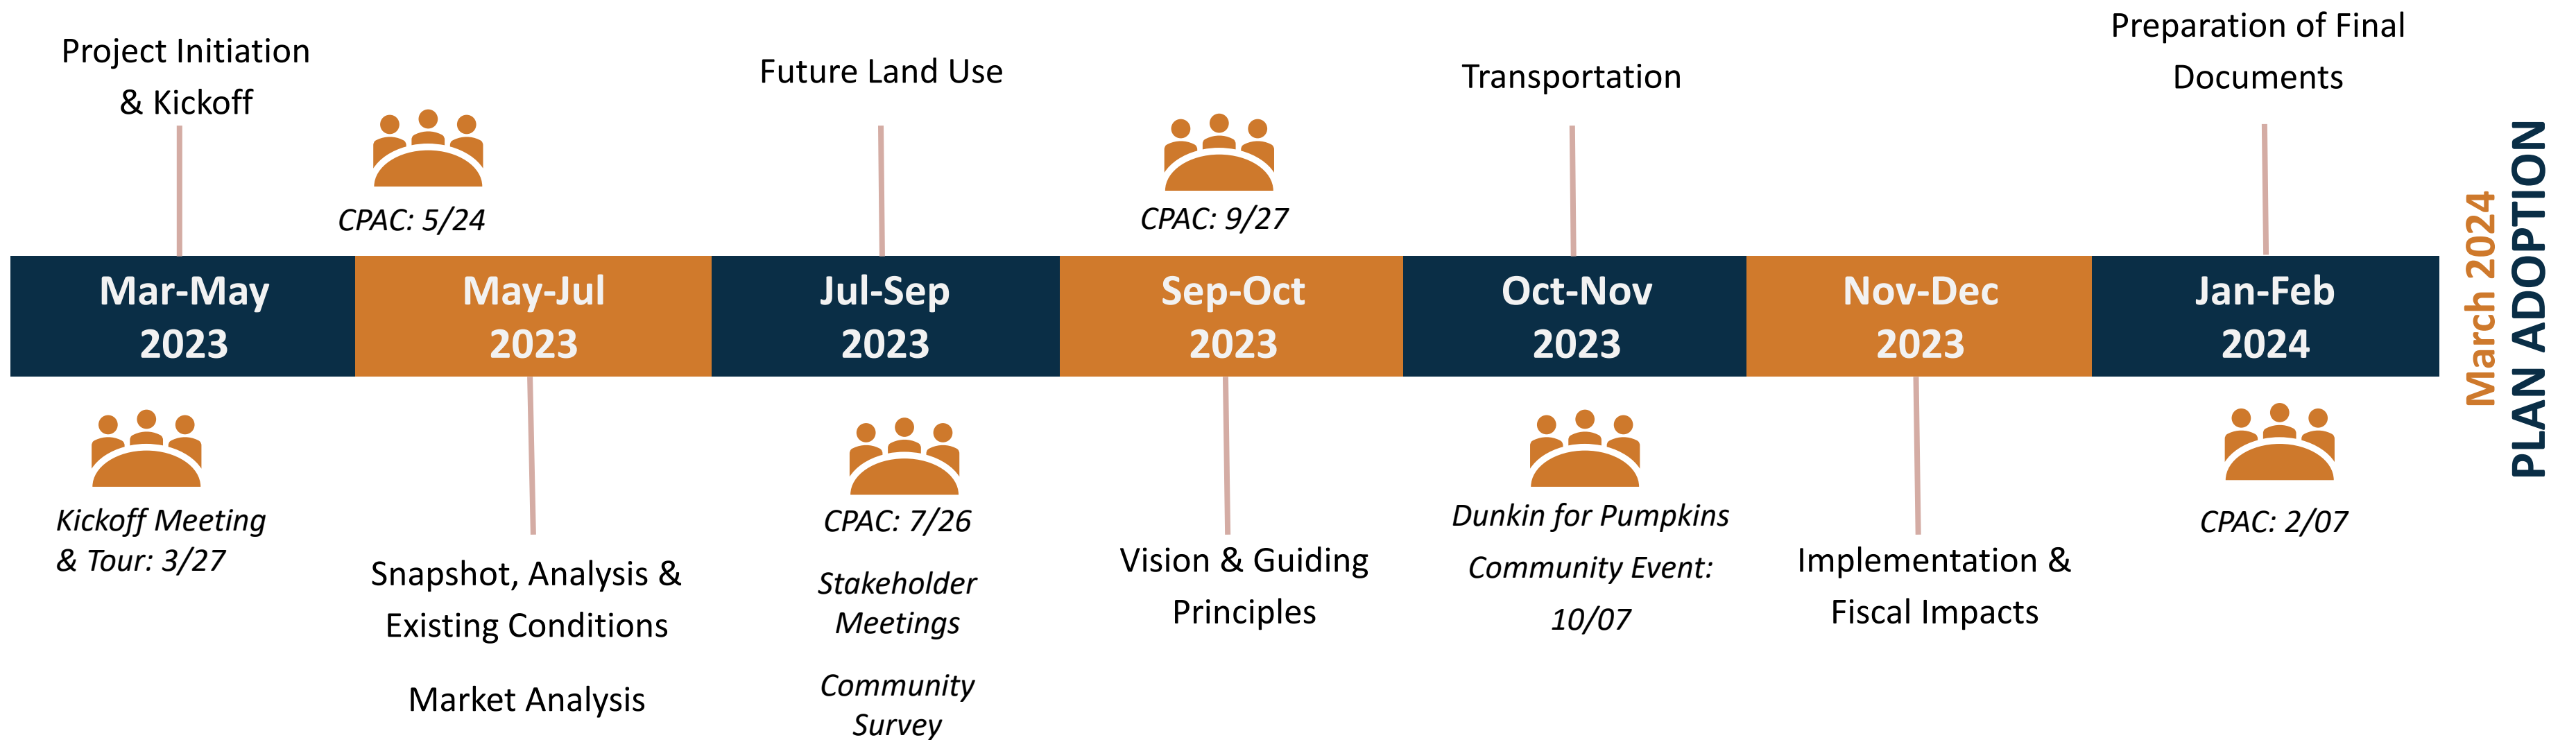 Project Initiation
& Kickoff
CPAC: 5/24
Future Land Use
CPAC: 9/27
Transportation
Preparation of Final
Documents
Mar-May
2023
May-Jul
2023
Jul-Sep
2023
Sep-Oct
2023
Oct-Nov
2023
Nov-Dec
2023
Jan-Feb
2024
March 2024
PLAN ADOPTION
Kickoff Meeting
& Tour: 3/27
Snapshot, Analysis &
Existing Conditions
Market Analysis
CPAC: 7/26
Stakeholder
Meetings
Community
Survey
Vision & Guiding
Principles
Dunkin for Pumpkins
Community Event:
10/07
Implementation &
Fiscal Impacts
CPAC: 2/07